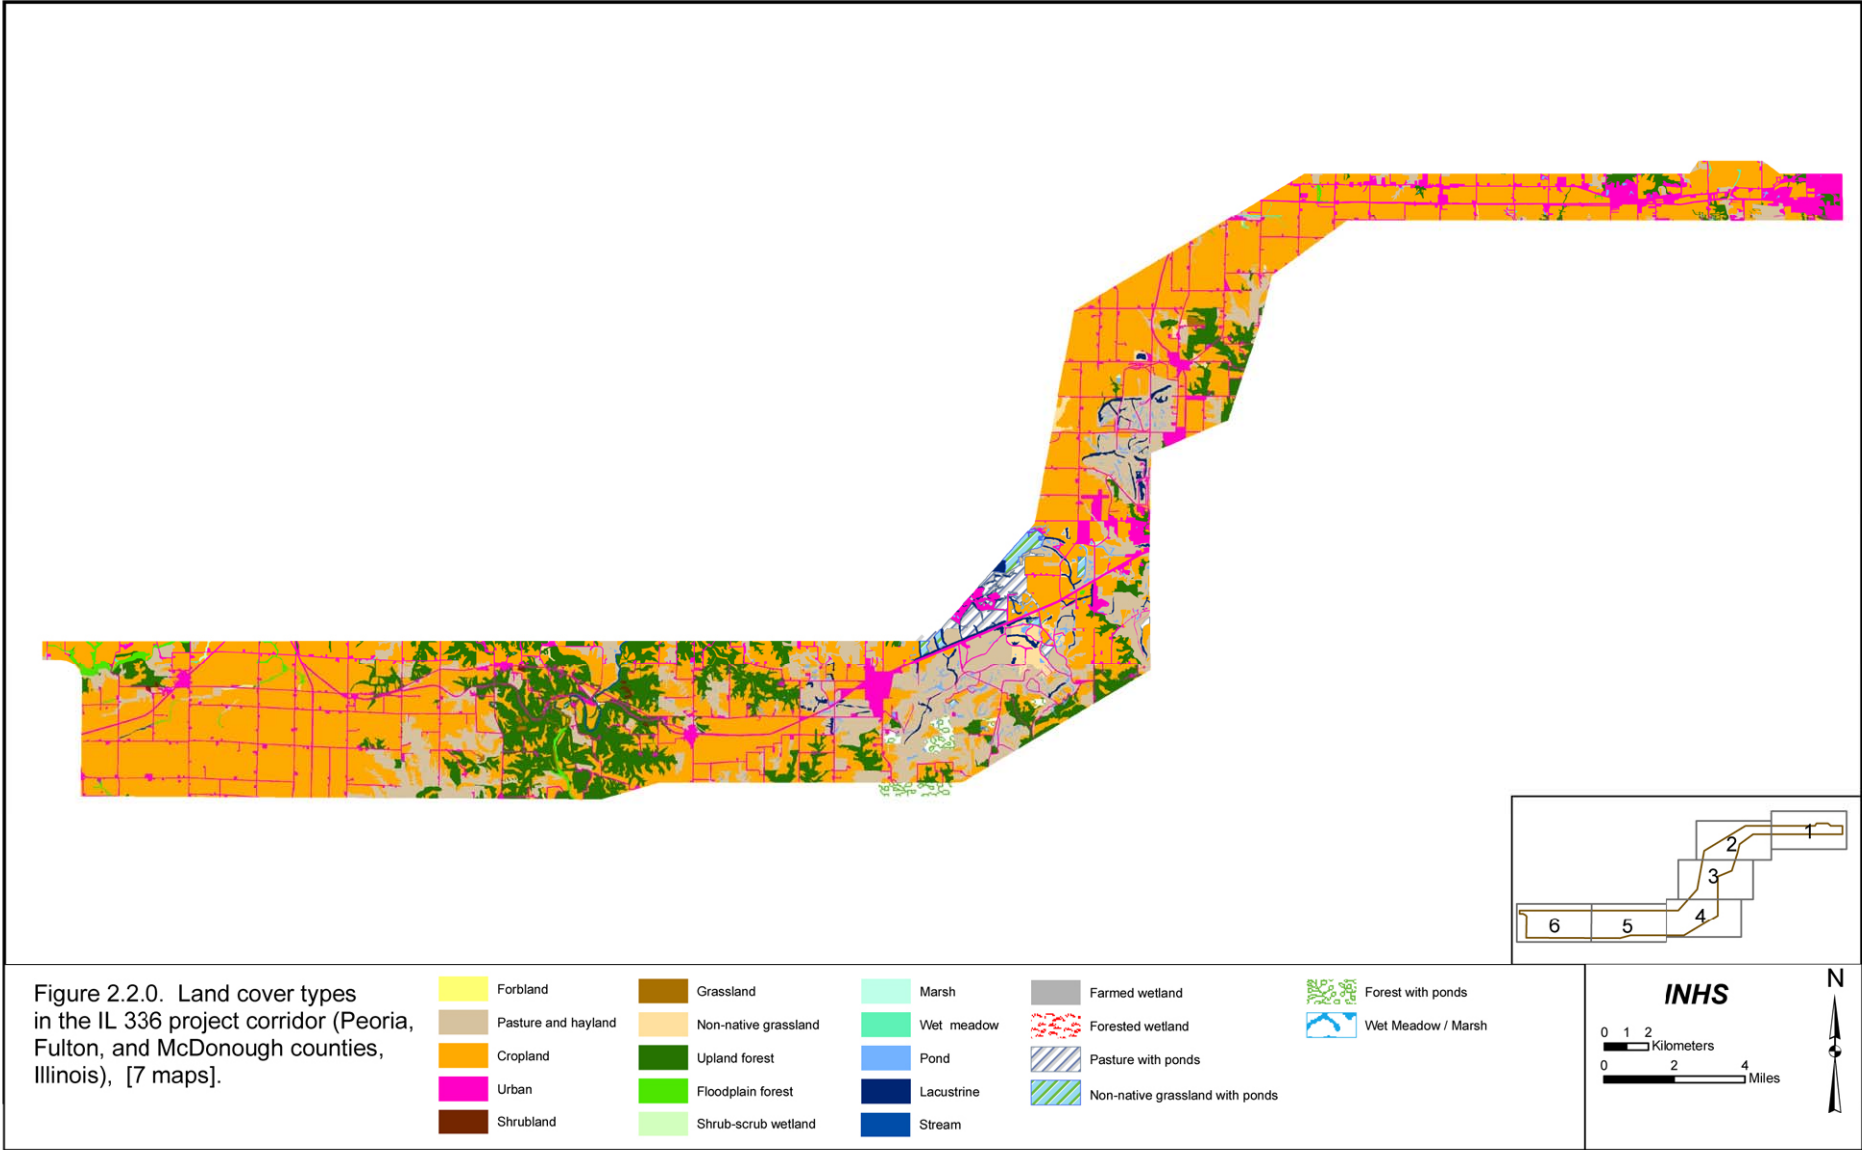 1
2
3
4
5
6
Figure 2.2.0. Land cover types
in the IL 336 project corridor (Peoria,
Fulton, and McDonough counties,
Illinois), [7 maps].
Forbland
Pasture and hayland
Cropland
Urban
Shrubland
Grassland
Non-native grassland
Upland forest
Floodplain forest
Shrub-scrub wetland
Marsh
Wet meadow
Pond
Lacustrine
Stream
Farmed wetland
Forested wetland
Pasture with ponds
Non-native grassland with ponds
Forest with ponds
Wet Meadow / Marsh
INHS
N
0 1 2
Kilometers
0 2 4
Miles